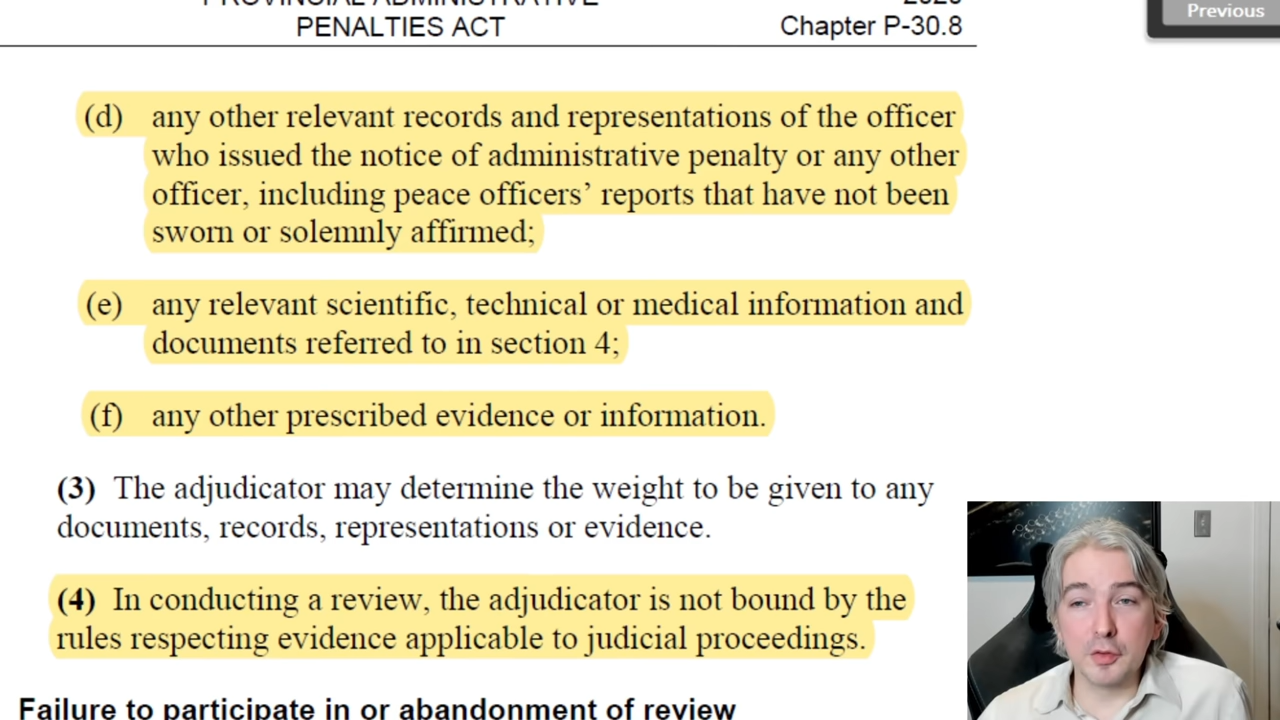 PROVINCIAL ADMINISTRATIVE
2020
PENALTIES ACT
Chapter P-30.8
Previous
(d) any other relevant records and representations of the officer
who issued the notice of administrative penalty or any other
officer, including peace officers’ reports that have not been
sworn or solemnly affirmed;
(e) any relevant scientific, technical or medical information and
documents referred to in section 4;
(f) any other prescribed evidence or information.
(3) The adjudicator may determine the weight to be given to any
documents, records, representations or evidence.
(4) In conducting a review, the adjudicator is not bound by the
rules respecting evidence applicable to judicial proceedings.
Failure to participate in or abandonment of review